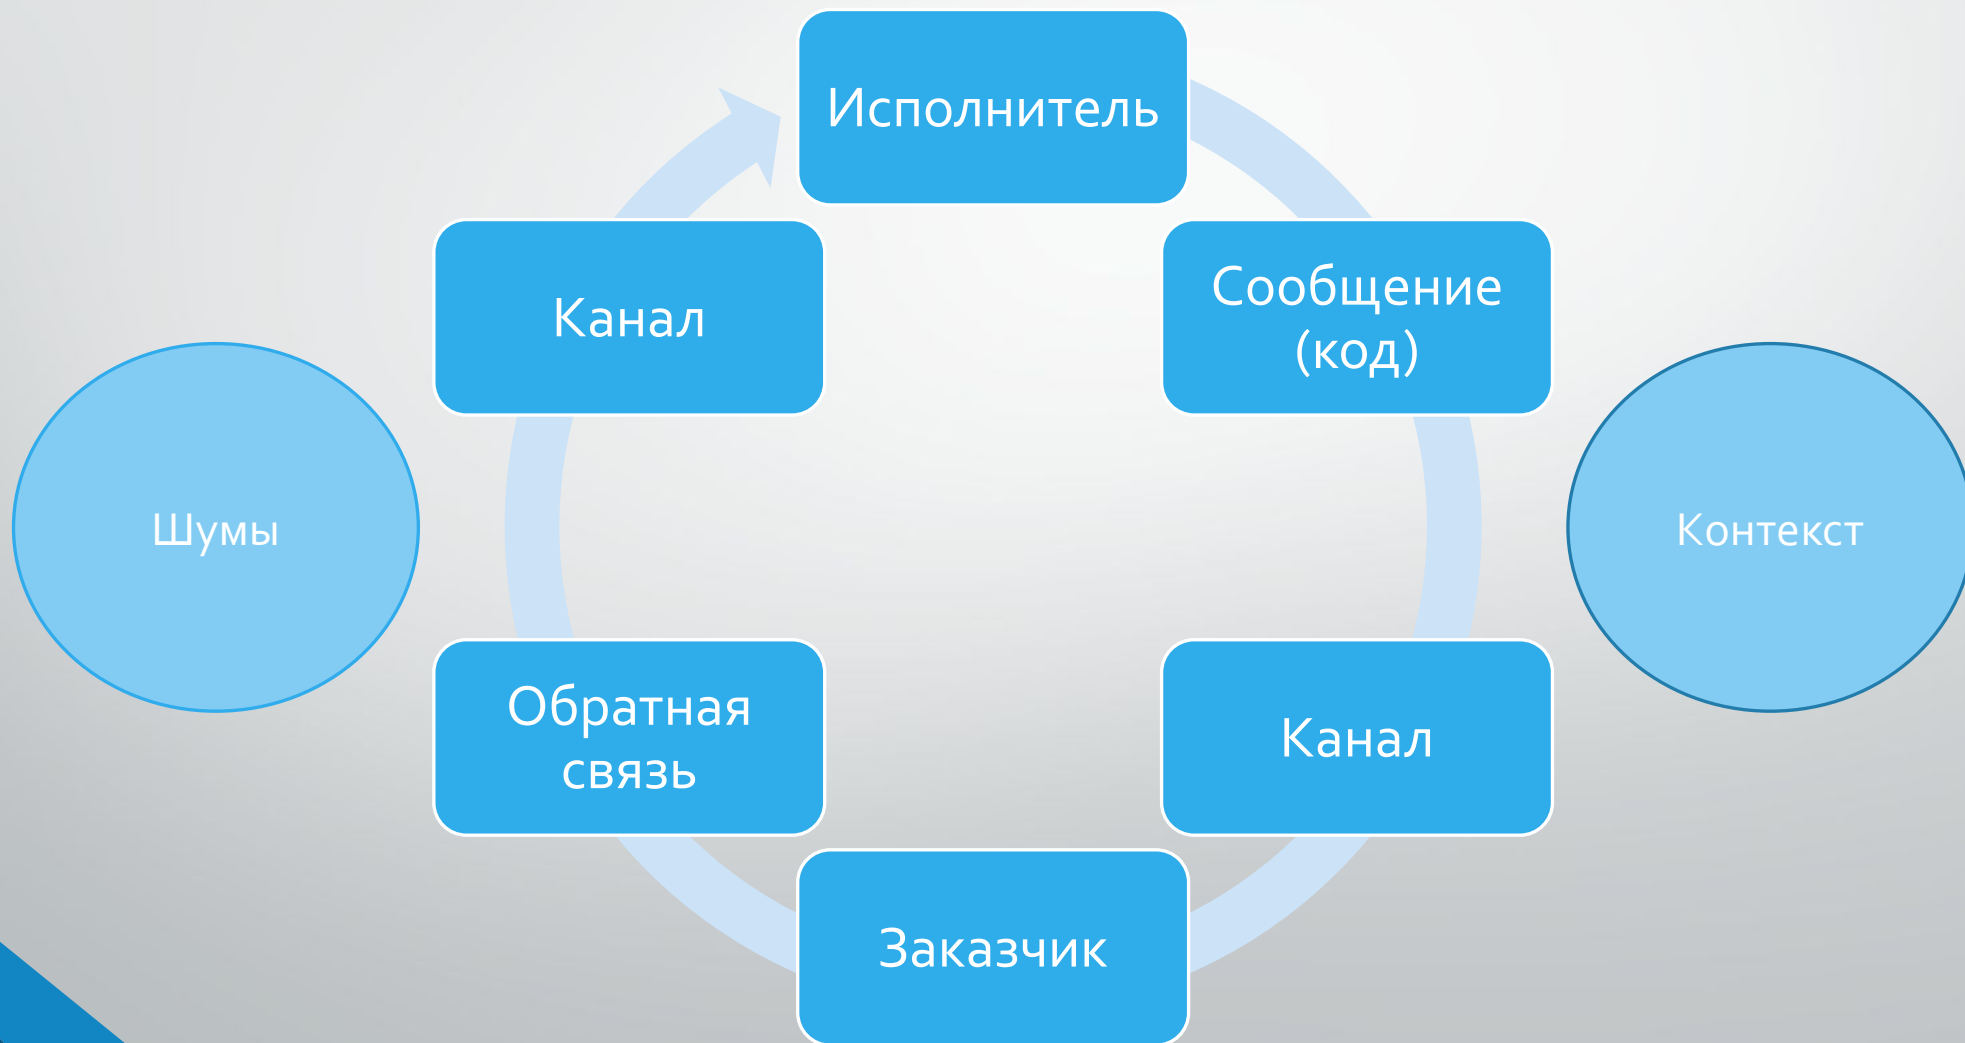 Исполнитель
Канал
Сообщение
(код)
Шумы
Контекст
Обратная
связь
Канал
Заказчик